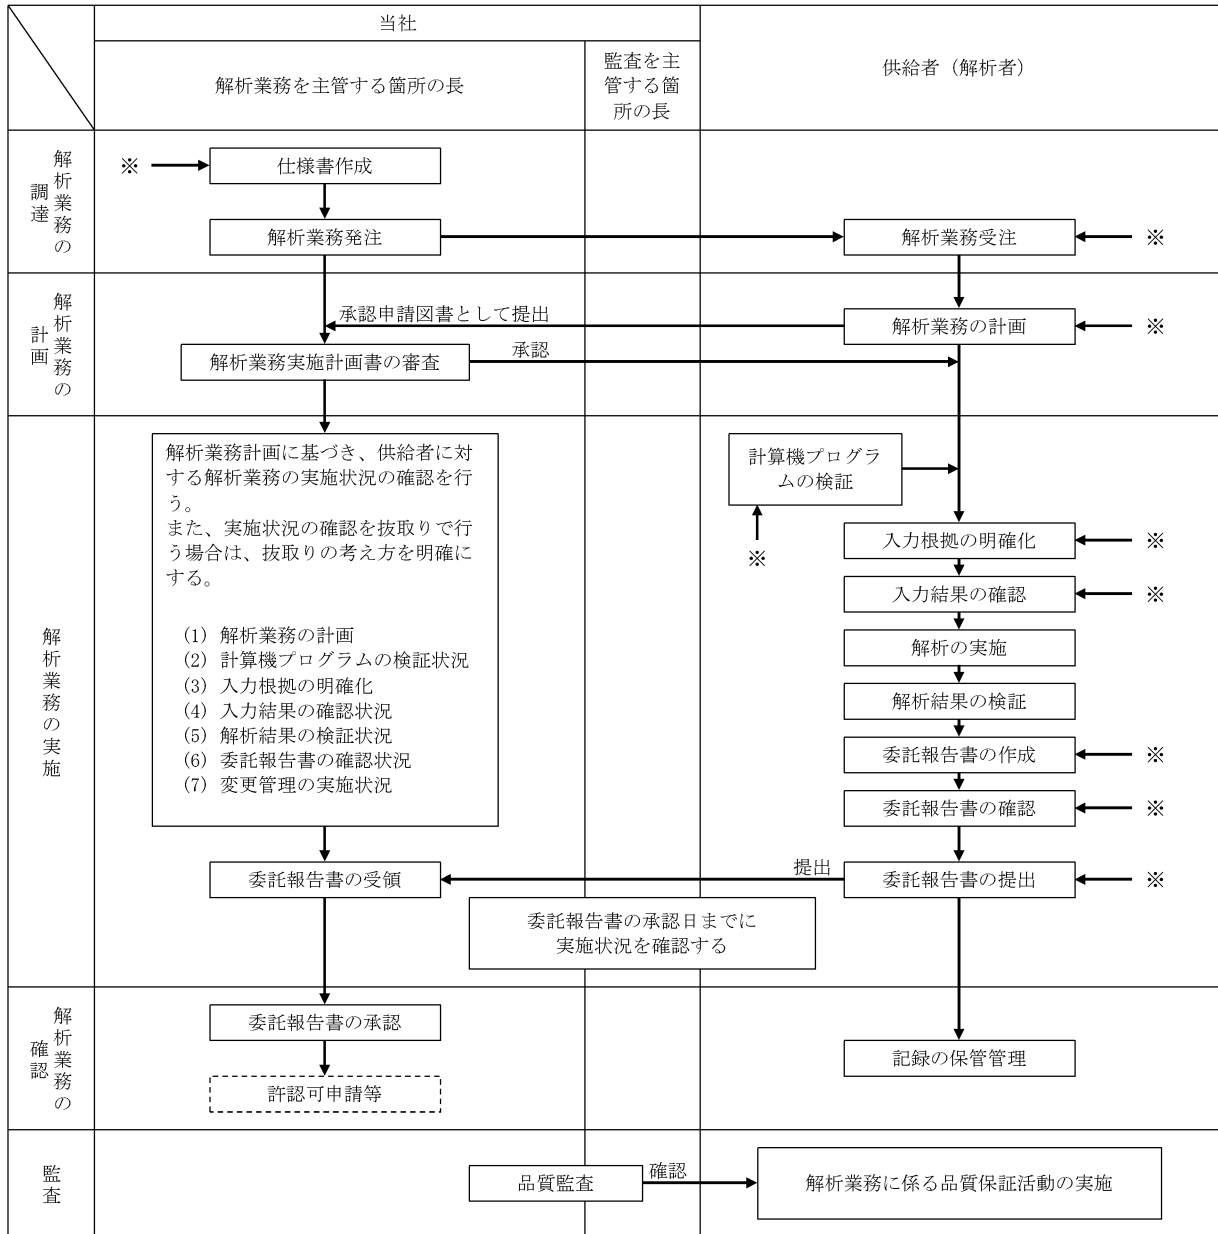 当社
解析業務を主管する箇所の長
監査を主
管する箇
所の長
供給者（解析者）
解析業務の
調達
※
仕様書作成
解析業務発注
解析業務受注
※
解析業務の
計画
承認申請図書として提出
解析業務の計画
※
解析業務実施計画書の審査
承認
解析業務の実施
解析業務計画に基づき、供給者に対
する解析業務の実施状況の確認を行
う。
また、実施状況の確認を抜取りで行
う場合は、抜取りの考え方を明確に
する。
(1) 解析業務の計画
(2) 計算機プログラムの検証状況
(3) 入力根拠の明確化
(4) 入力結果の確認状況
(5) 解析結果の検証状況
(6) 委託報告書の確認状況
(7) 変更管理の実施状況
計算機プログラ
ムの検証
※
入力根拠の明確化
※
入力結果の確認
※
解析の実施
解析結果の検証
委託報告書の作成
※
委託報告書の確認
※
委託報告書の受領
提出
委託報告書の提出
※
委託報告書の承認日までに
実施状況を確認する
解析業務の
確認
委託報告書の承認
記録の保管管理
許認可申請等
監査
品質監査
確認
解析業務に係る品質保証活動の実施